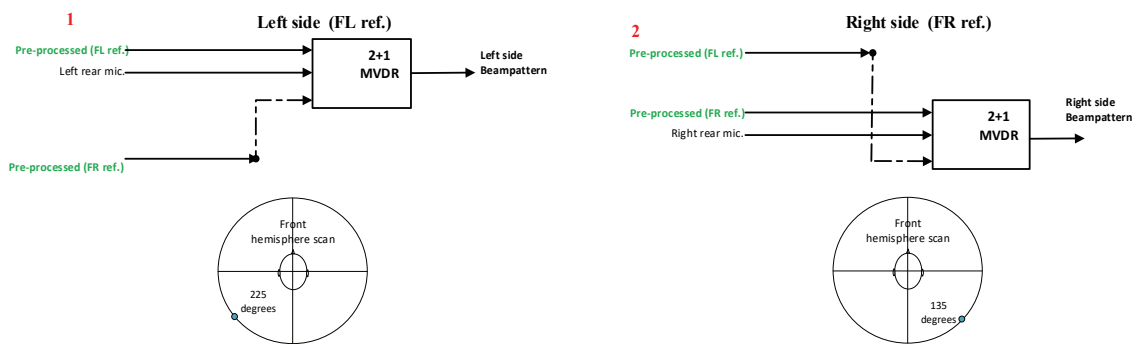 1
Left side (FL ref.)
Pre-processed (FL ref.)
Left rear mic.
2+1
MVDR
Left side
Beampattern
Pre-processed (FR ref.)
Front
hemisphere scan
225
degrees
2
Right side (FR ref.)
Pre-processed (FL ref.)
Pre-processed (FR ref.)
Right rear mic.
2+1
MVDR
Right side
Beampattern
Front
hemisphere scan
135
degrees